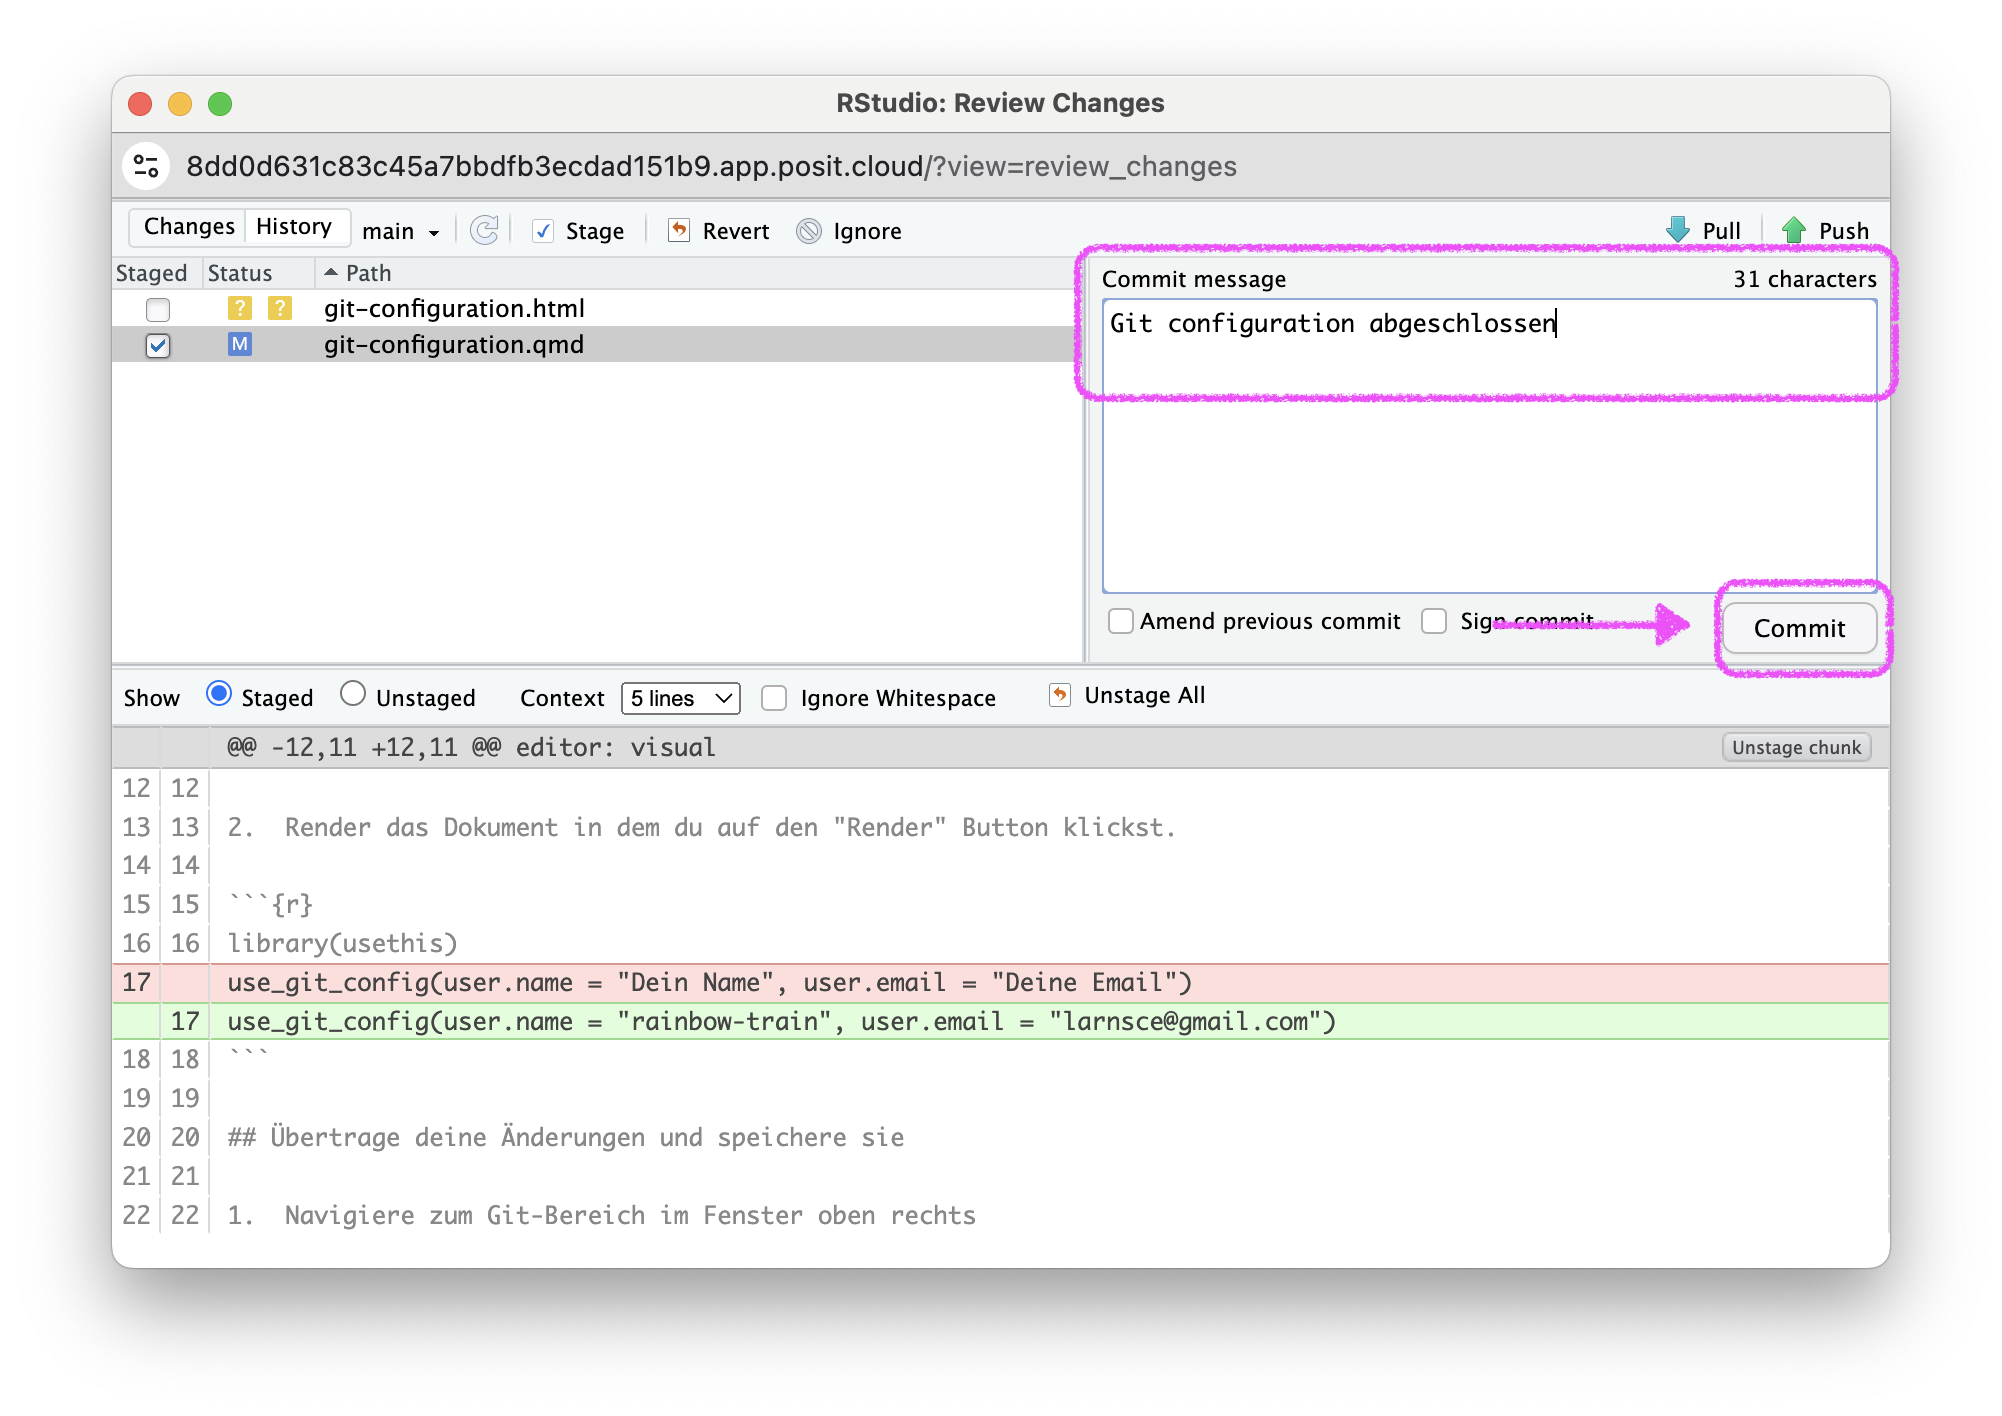 RStudio: Review Changes
8dd0d631c83c45a7bbdfb3ecdad151b9.app.posit.cloud/?view=review_changes
Changes History main Stage Revert Ignore Pull Push
Staged Status Path
? ? git-configuration.html
M git-configuration.qmd
Commit message 31 characters
Git configuration abgeschlossen
Amend previous commit Sign commit Commit
Show Staged Unstaged Context 5 lines Ignore Whitespace Unstage All
@@ -12,11 +12,11 @@ editor: visual Unstage chunk
12 12
13 13 2.  Render das Dokument in dem du auf den "Render" Button klickst.
14 14
15 15 ```{r}
16 16 library(usethis)
17 use_git_config(user.name = "Dein Name", user.email = "Deine Email")
17 use_git_config(user.name = "rainbow-train", user.email = "larnsce@gmail.com")
18 18 ```
19 19
20 20 ## Übertrage deine Änderungen und speichere sie
21 21
22 22 1.  Navigiere zum Git-Bereich im Fenster oben rechts